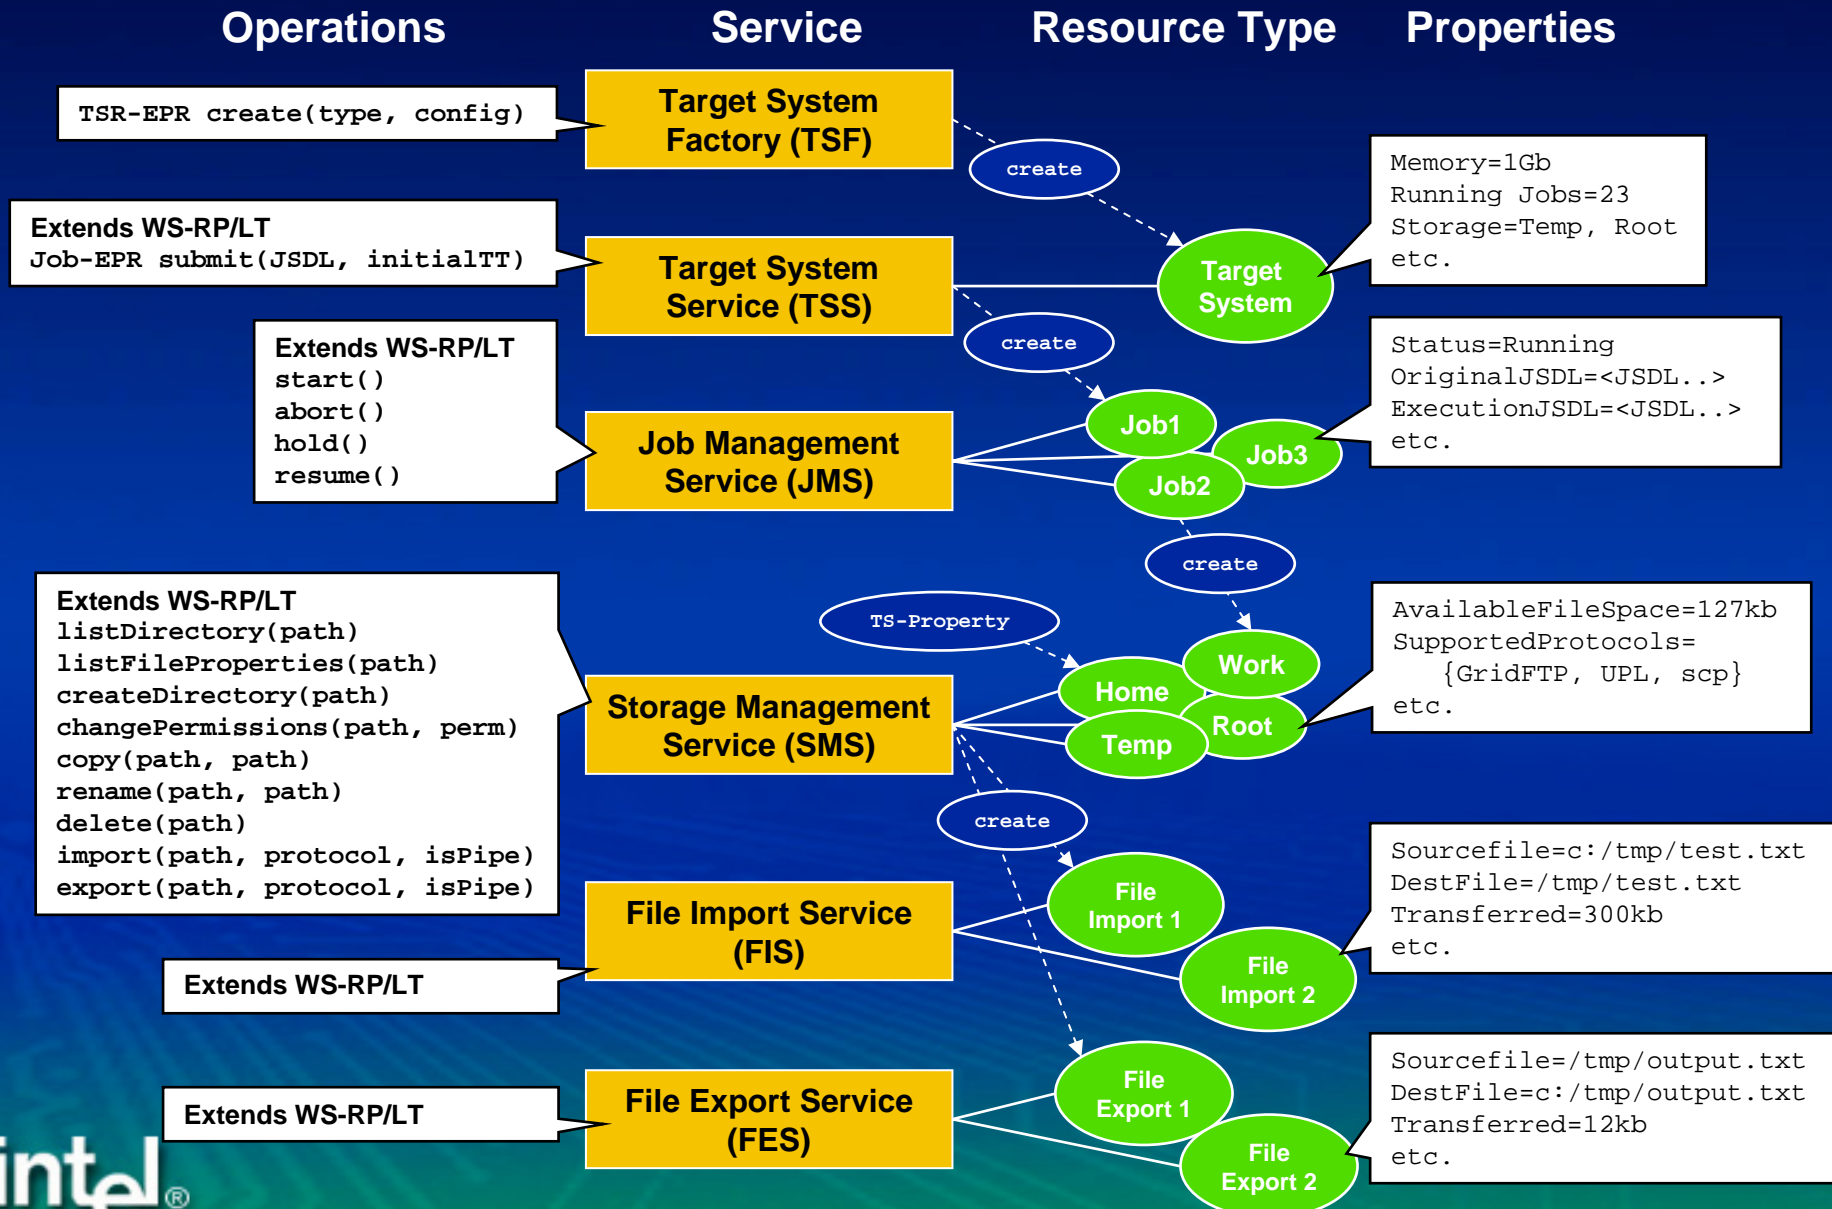 Operations
Service
Resource Type
Properties
TSR-EPR create(type, config)
Target System
Factory (TSF)
create
Memory=1Gb
Running Jobs=23
Storage=Temp, Root
etc.
Extends WS-RP/LT
Job-EPR submit(JSDL, initialTT)
Target System
Service (TSS)
create
Target
System
Extends WS-RP/LT
start()
abort()
hold()
resume()
Job Management
Service (JMS)
Job1
Job3
Job2
Status=Running
OriginalJSDL=<JSDL..>
ExecutionJSDL=<JSDL..>
etc.
create
Extends WS-RP/LT
listDirectory(path)
listFileProperties(path)
createDirectory(path)
changePermissions(path, perm)
copy(path, path)
rename(path, path)
delete(path)
import(path, protocol, isPipe)
export(path, protocol, isPipe)
TS-Property
Storage Management
Service (SMS)
Work
Home
Root
Temp
AvailableFileSpace=127kb
SupportedProtocols=
{GridFTP, UPL, scp}
etc.
create
File Import Service
(FIS)
File
Import 1
File
Import 2
Sourcefile=c:/tmp/test.txt
DestFile=/tmp/test.txt
Transferred=300kb
etc.
Extends WS-RP/LT
Extends WS-RP/LT
File Export Service
(FES)
File
Export 1
File
Export 2
Sourcefile=/tmp/output.txt
DestFile=c:/tmp/output.txt
Transferred=12kb
etc.
intel®